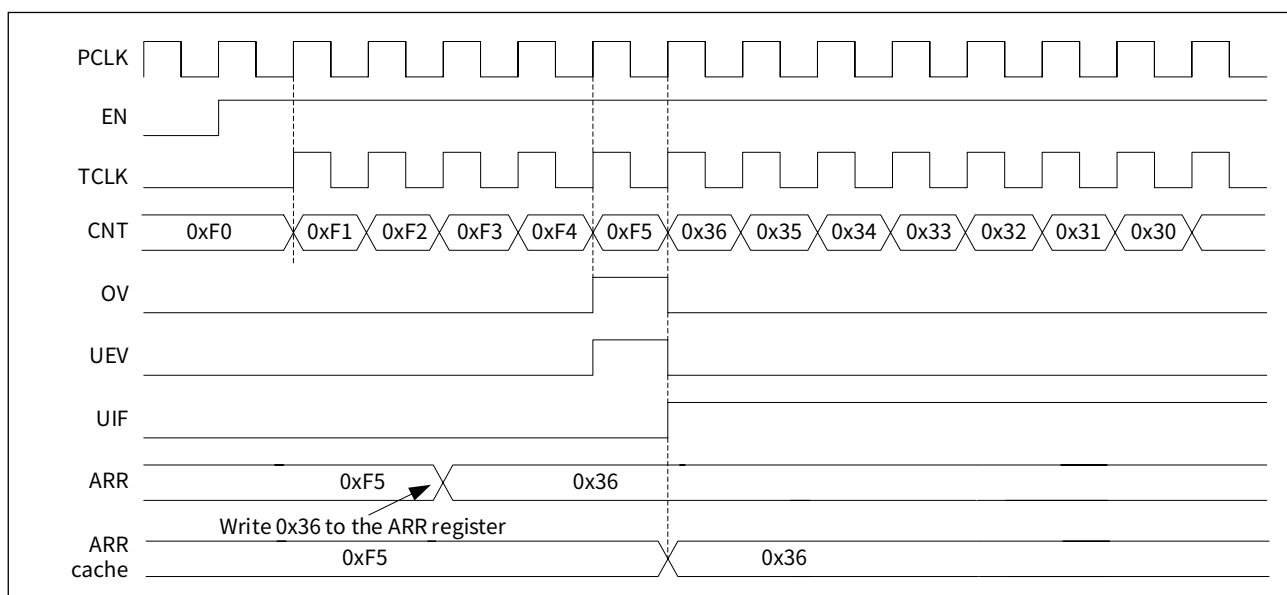 PCLK
EN
TCLK
CNT 0xF0 0xF1 0xF2 0xF3 0xF4 0xF5 0x36 0x35 0x34 0x33 0x32 0x31 0x30
OV
UEV
UIF
ARR 0xF5 0x36
Write 0x36 to the ARR register
ARR cache 0xF5 0x36